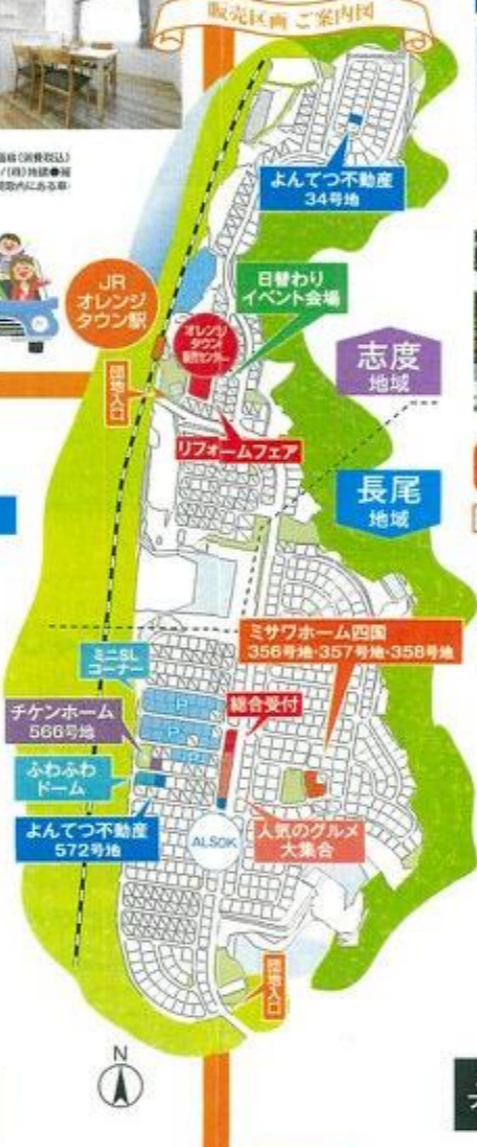 販売区画 ご案内図
よんてつ不動産
34号地
日替わり
イベント会場
JR
オレンジ
タウン駅
オレンジ
タウン
販売センター
志度
地域
団地入口
リフォームフェア
長尾
地域
ミサワホーム四国
356号地・357号地・358号地
ミニSL
コーナー
総合受付
チケンホーム
566号地
P
P
P
ふわふわ
ドーム
よんてつ不動産
572号地
ALSOK
人気のグルメ
大集合
団地入口
N